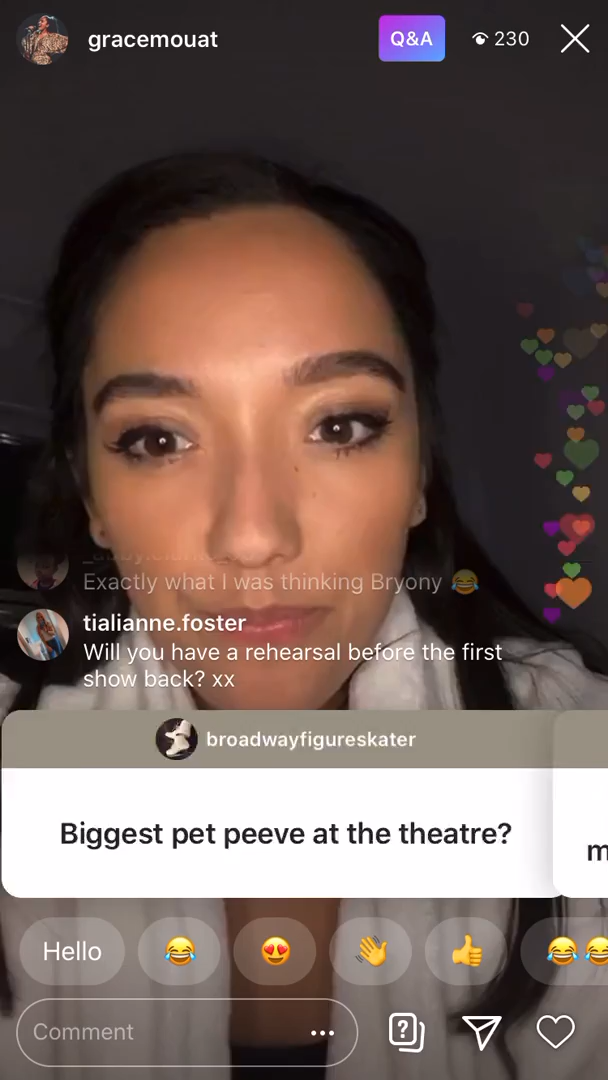 gracemouat
Q&A
230
Exactly what I was thinking Bryony 😂
tialianne.foster
Will you have a rehearsal before the first
show back? xx
broadwayfigureskater
Biggest pet peeve at the theatre?
Hello
Comment